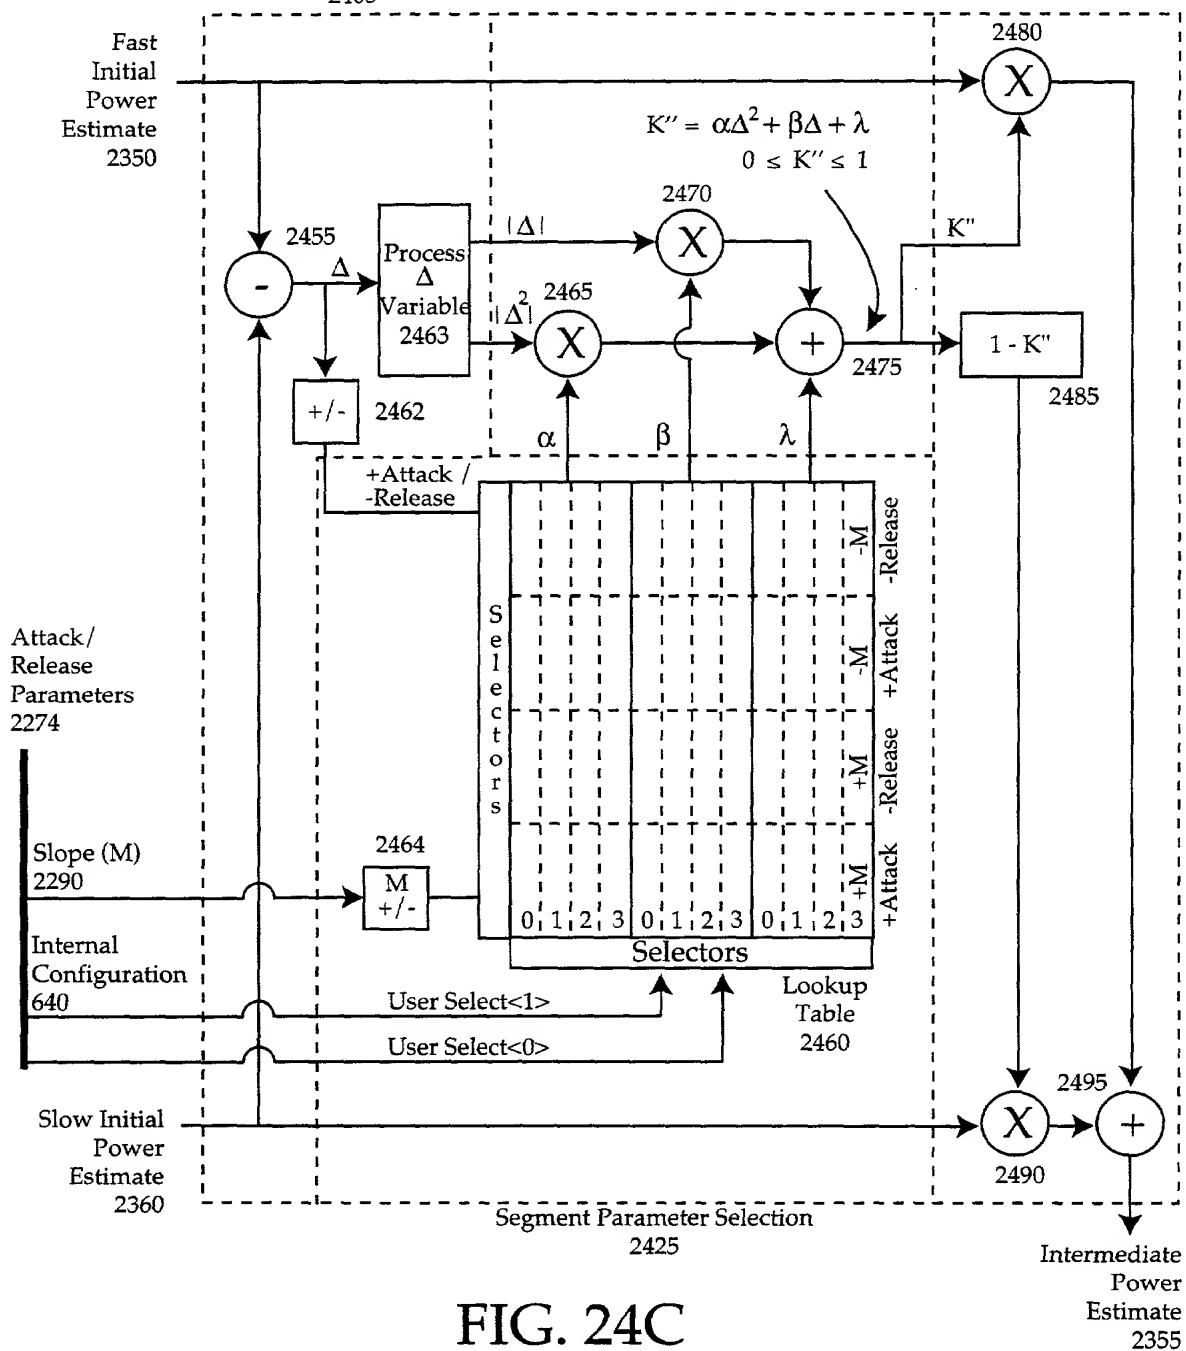 Fast
Initial
Power
Estimate
2350
2480
X
K″ = αΔ² + βΔ + λ
0 ≤ K″ ≤ 1
2470
X
K"
2455
-
Δ
Process
Δ
Variable
2463
|Δ|
|Δ²|
2465
X
+
2475
1 - K"
2485
+/-
2462
α
β
λ
+Attack /
-Release
Selectors
-M
-Release
-M
+Attack
+M
-Release
+M
+Attack
0 1 2 3 0 1 2 3 0 1 2 3
Selectors
Lookup
Table
2460
Attack/
Release
Parameters
2274
Slope (M)
2290
2464
M
+/-
Internal
Configuration
640
User Select<1>
User Select<0>
Slow Initial
Power
Estimate
2360
X
2490
2495
+
Segment Parameter Selection
2425
Intermediate
Power
Estimate
2355
FIG. 24C